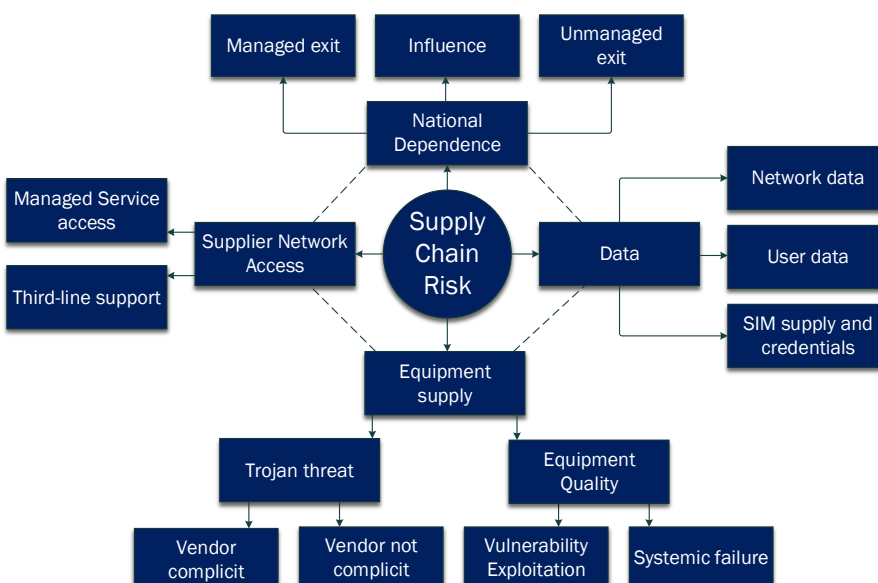 Managed exit
Influence
Unmanaged
exit
National
Dependence
Managed Service
access
Third-line support
Supplier Network
Access
Supply
Chain
Risk
Data
Network data
User data
SIM supply and
credentials
Equipment
supply
Trojan threat
Equipment
Quality
Vendor
complicit
Vendor not
complicit
Vulnerability
Exploitation
Systemic failure